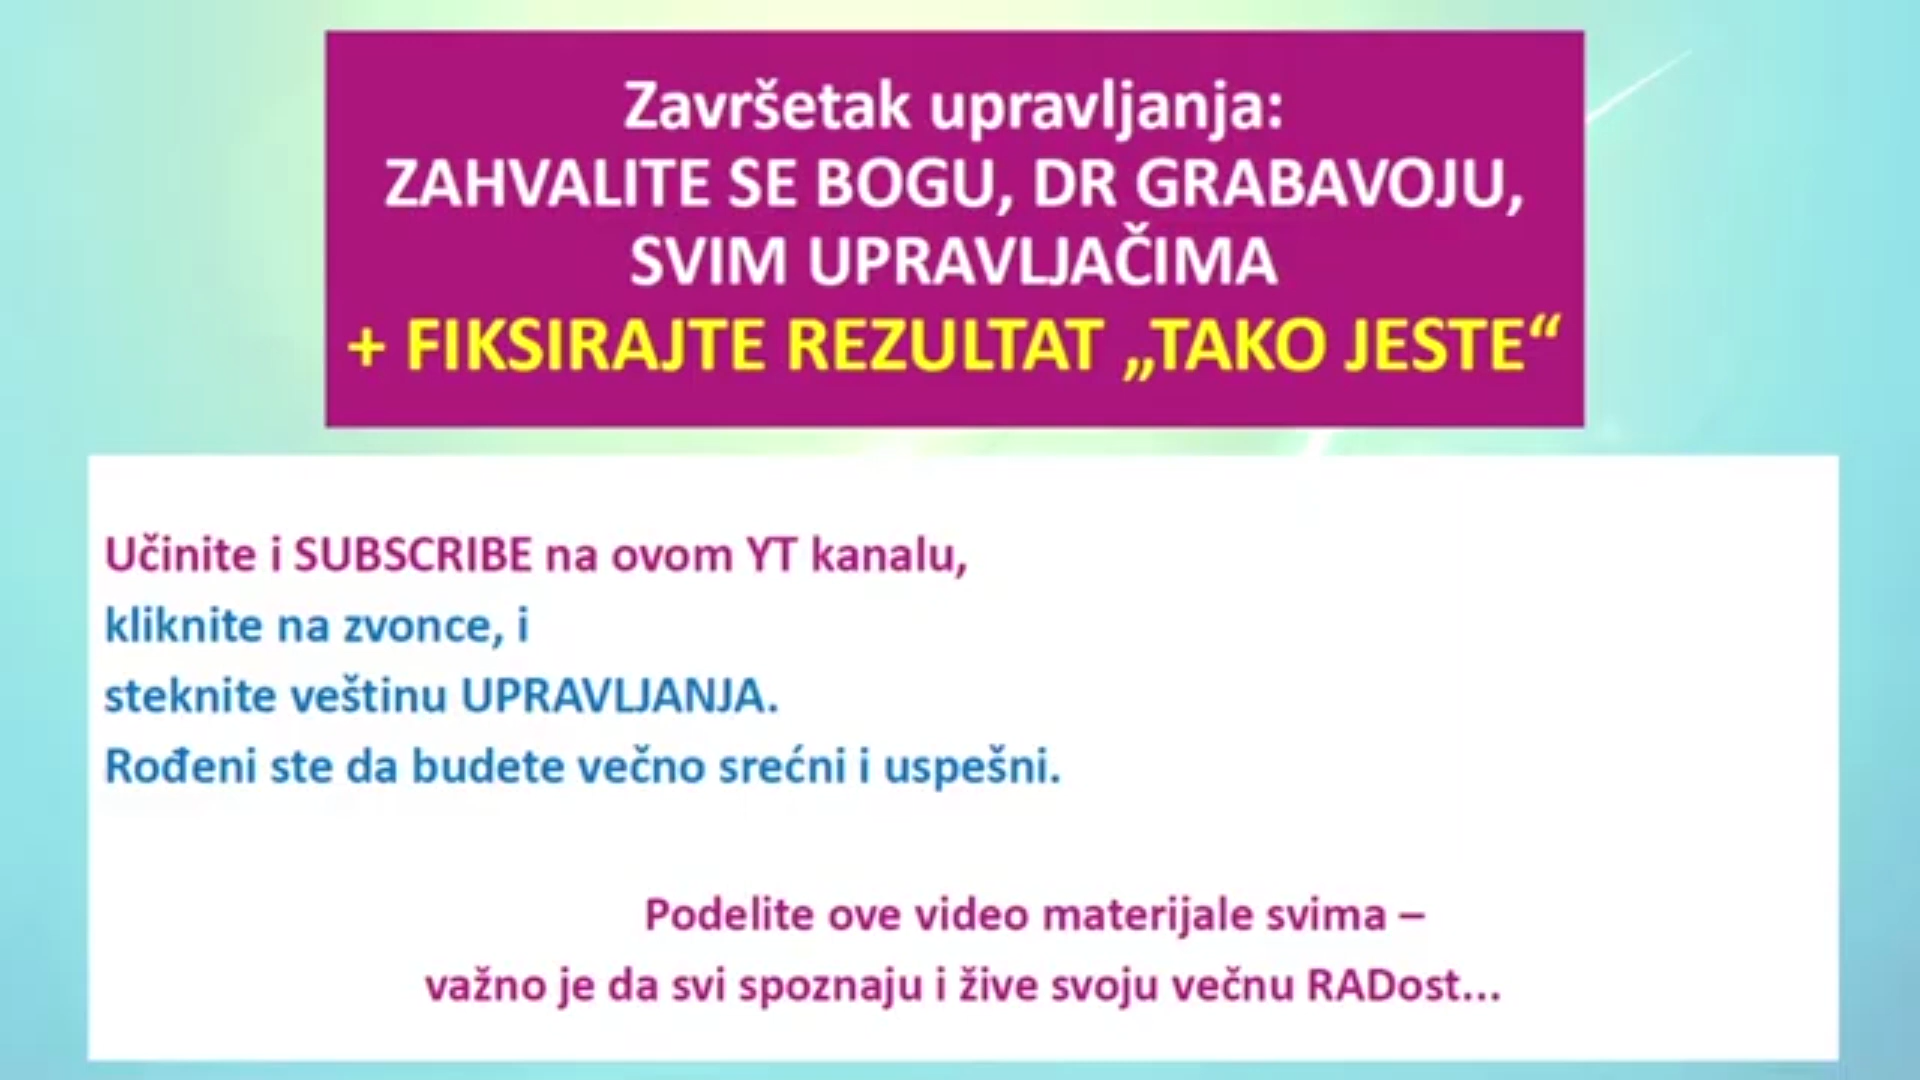 Završetak upravljanja:
ZAHVALITE SE BOGU, DR GRABAVOJU,
SVIM UPRAVLJAČIMA
+ FIKSIRAJTE REZULTAT „TAKO JESTE“
Učinite i SUBSCRIBE na ovom YT kanalu,
kliknite na zvonce, i
steknite veštinu UPRAVLJANJA.
Rođeni ste da budete večno srećni i uspešni.
Podelite ove video materijale svima –
važno je da svi spoznaju i žive svoju večnu RADost...